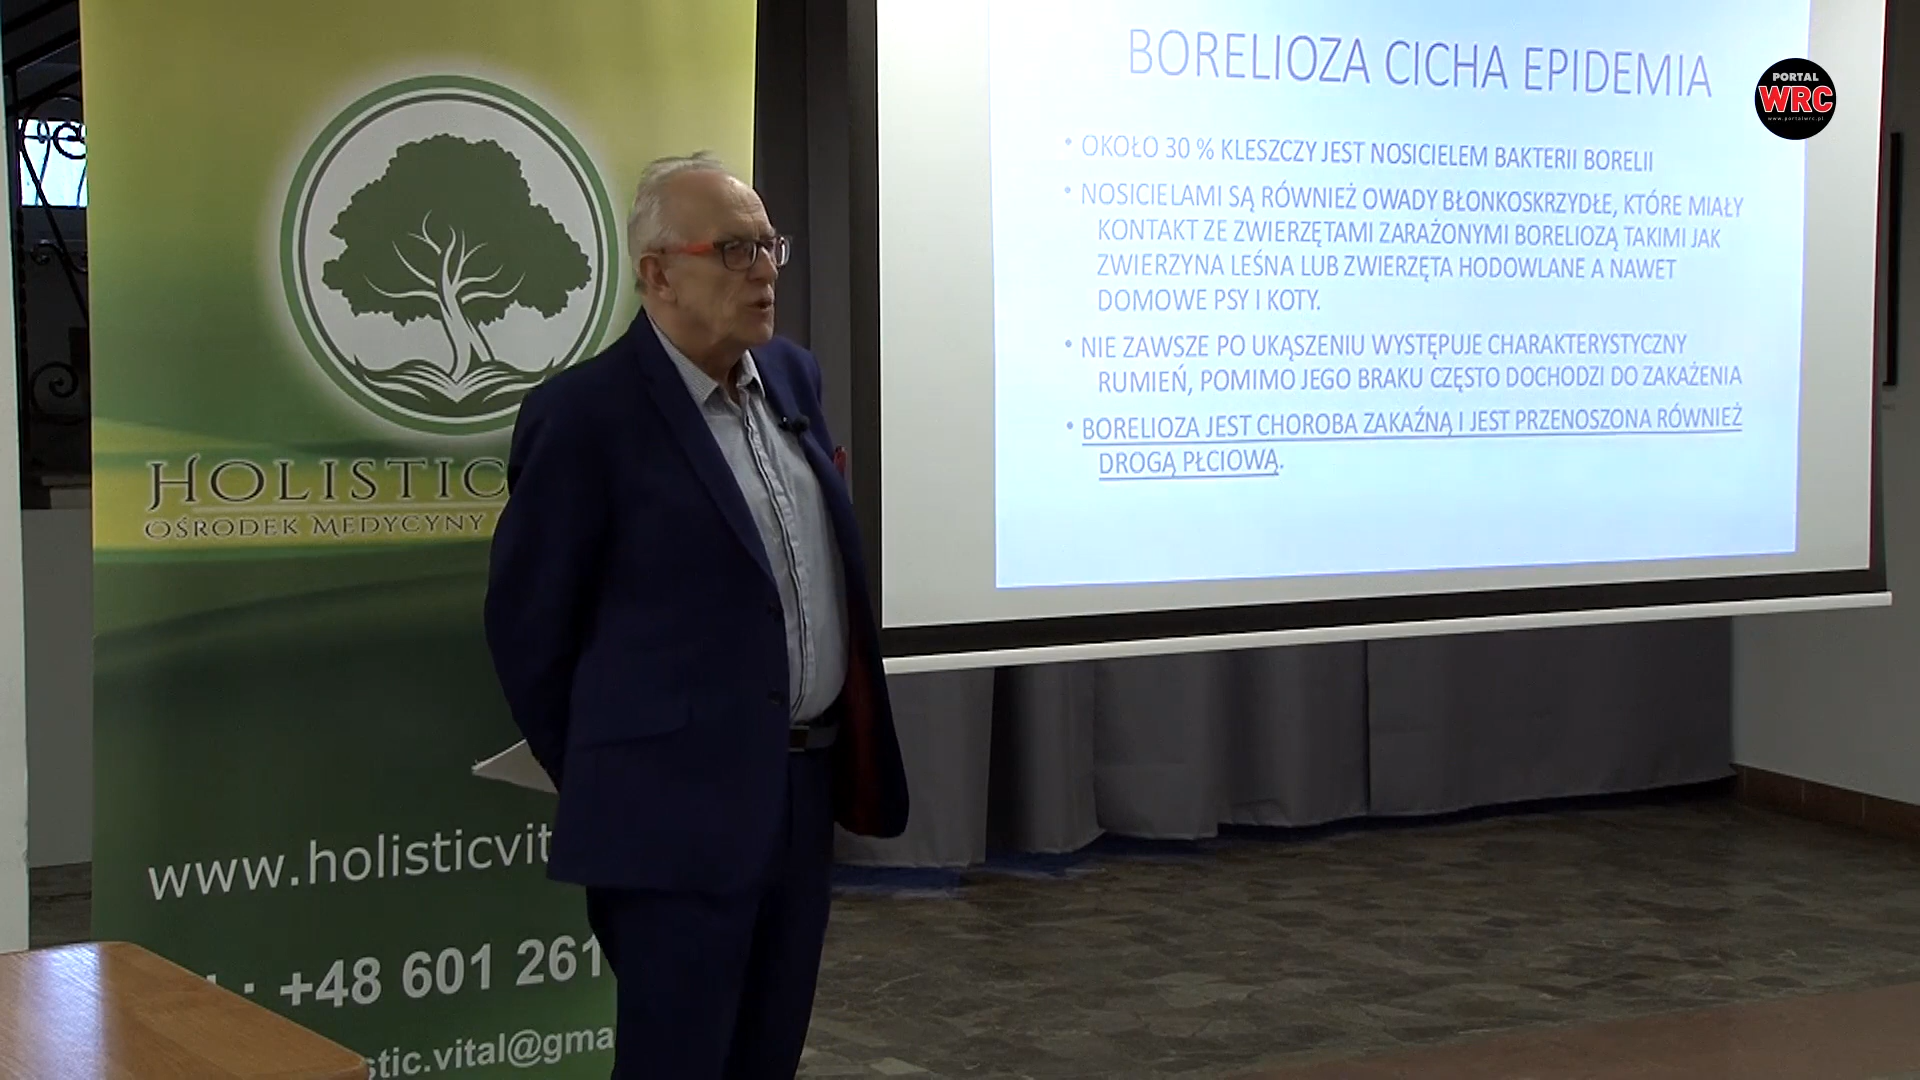 BORELIOZA CICHA EPIDEMIA
PORTAL
WRC
www.portalwrc.pl
• OKOŁO 30 % KLESZCZY JEST NOSICIELEM BAKTERII BORELII
• NOSICIELAMI SĄ RÓWNIEŻ OWADY BŁONKOSKRZYDŁE, KTÓRE MIAŁY
KONTAKT ZE ZWIERZĘTAMI ZARAŻONYMI BORELIOZĄ TAKIMI JAK
ZWIERZYNA LEŚNA LUB ZWIERZĘTA HODOWLANE A NAWET
DOMOWE PSY I KOTY.
• NIE ZAWSZE PO UKĄSZENIU WYSTĘPUJE CHARAKTERYSTYCZNY
RUMIEŃ, POMIMO JEGO BRAKU CZĘSTO DOCHODZI DO ZAKAŻENIA
• BORELIOZA JEST CHOROBA ZAKAŹNĄ I JEST PRZENOSZONA RÓWNIEŻ
DROGĄ PŁCIOWĄ.
HOLISTIC
OŚRODEK MEDYCYNY
www.holisticvit
: +48 601 261
stic.vital@gma